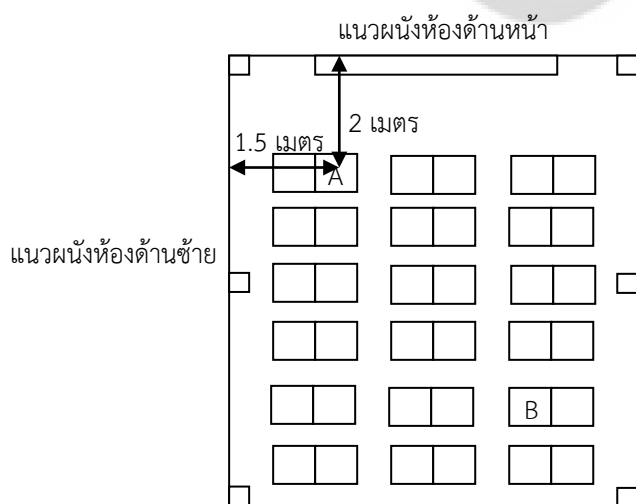 แนวผนังห้องด้านหน้า
2 เมตร
1.5 เมตร
A
แนวผนังห้องด้านซ้าย
B